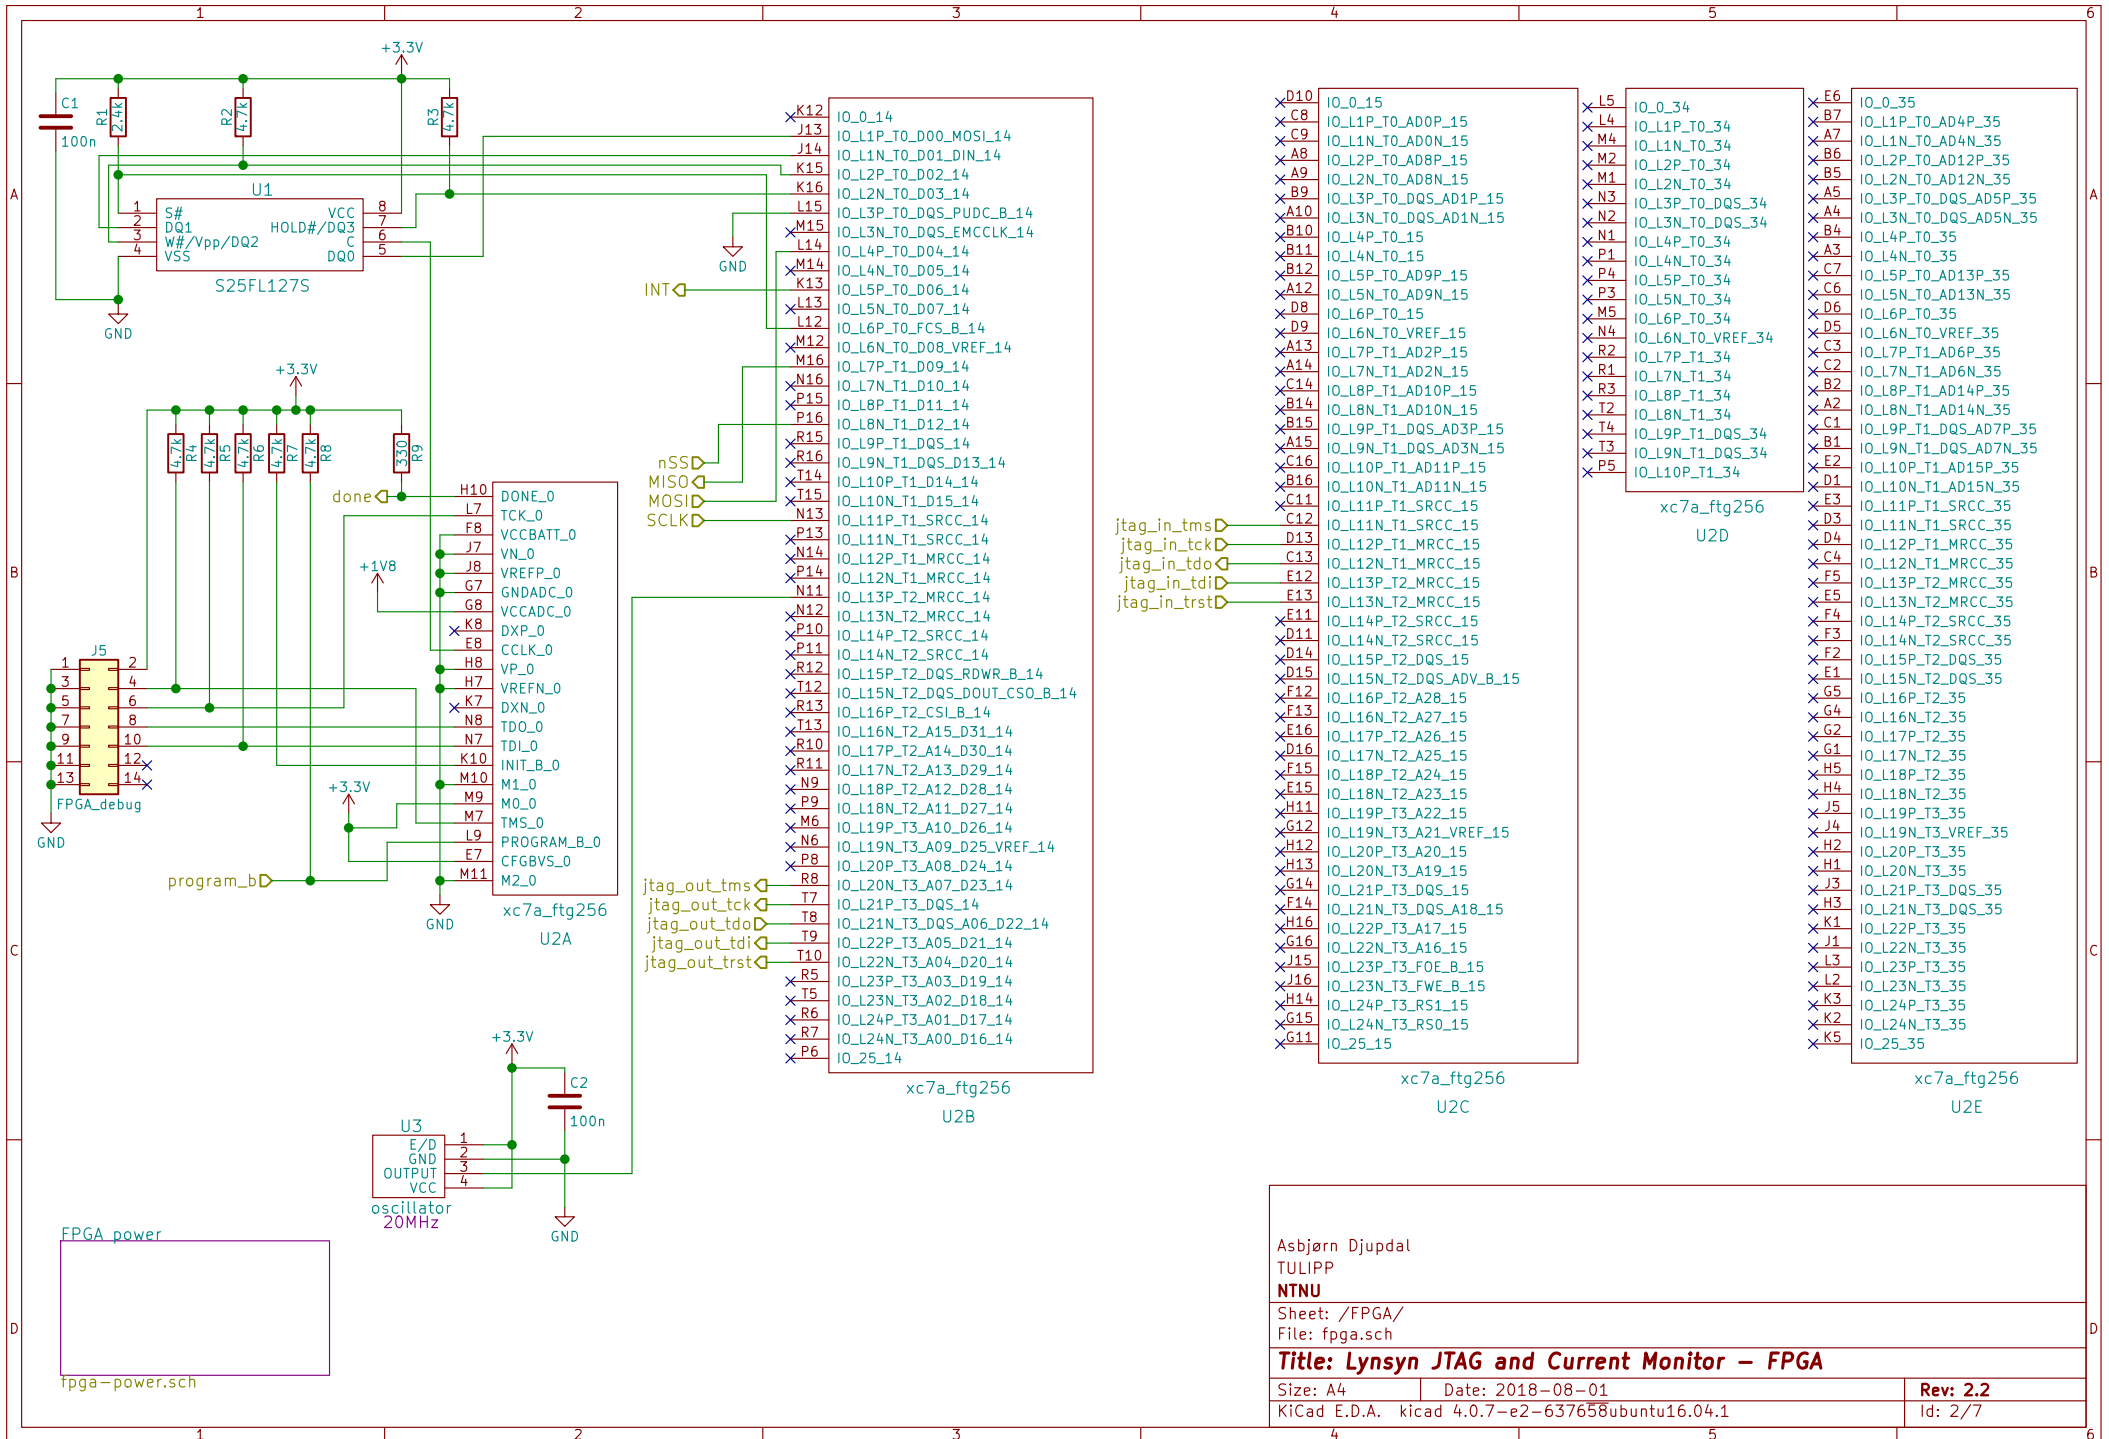 1 2 3 4 5 6
A B C D
+3.3V
C1
100n
R1
2.4k
R2
4.7k
R3
4.7k
U1
1 S#
2 DQ1
3 W#/Vpp/DQ2
4 VSS
VCC 8
HOLD#/DQ3 7
C 6
DQ0 5
S25FL127S
GND
+3.3V
4.7k R4
4.7k R5
4.7k R6
4.7k R7
4.7k R8
330 R9
done
+1V8
J5
1 2
3 4
5 6
7 8
9 10
11 12
13 14
FPGA_debug
GND
+3.3V
program_b
H10 DONE_0
L7 TCK_0
F8 VCCBATT_0
J7 VN_0
J8 VREFP_0
G7 GNDADC_0
G8 VCCADC_0
K8 DXP_0
E8 CCLK_0
H8 VP_0
H7 VREFN_0
K7 DXN_0
N8 TDO_0
N7 TDI_0
K10 INIT_B_0
M10 M1_0
M9 M0_0
M7 TMS_0
L9 PROGRAM_B_0
E7 CFGBVS_0
M11 M2_0
xc7a_ftg256
U2A
GND
+3.3V
C2
100n
U3
E/D 1
GND 2
OUTPUT 3
VCC 4
oscillator
20MHz
GND
FPGA power
fpga-power.sch
GND
INT
nSS
MISO
MOSI
SCLK
jtag_out_tms
jtag_out_tck
jtag_out_tdo
jtag_out_tdi
jtag_out_trst
K12 IO_0_14
J13 IO_L1P_T0_D00_MOSI_14
J14 IO_L1N_T0_D01_DIN_14
K15 IO_L2P_T0_D02_14
K16 IO_L2N_T0_D03_14
L15 IO_L3P_T0_DQS_PUDC_B_14
M15 IO_L3N_T0_DQS_EMCCLK_14
L14 IO_L4P_T0_D04_14
M14 IO_L4N_T0_D05_14
K13 IO_L5P_T0_D06_14
L13 IO_L5N_T0_D07_14
L12 IO_L6P_T0_FCS_B_14
M12 IO_L6N_T0_D08_VREF_14
M16 IO_L7P_T1_D09_14
N16 IO_L7N_T1_D10_14
P15 IO_L8P_T1_D11_14
P16 IO_L8N_T1_D12_14
R15 IO_L9P_T1_DQS_14
R16 IO_L9N_T1_DQS_D13_14
T14 IO_L10P_T1_D14_14
T15 IO_L10N_T1_D15_14
N13 IO_L11P_T1_SRCC_14
P13 IO_L11N_T1_SRCC_14
N14 IO_L12P_T1_MRCC_14
P14 IO_L12N_T1_MRCC_14
N11 IO_L13P_T2_MRCC_14
N12 IO_L13N_T2_MRCC_14
P10 IO_L14P_T2_SRCC_14
P11 IO_L14N_T2_SRCC_14
R12 IO_L15P_T2_DQS_RDWR_B_14
T12 IO_L15N_T2_DQS_DOUT_CSO_B_14
R13 IO_L16P_T2_CSI_B_14
T13 IO_L16N_T2_A15_D31_14
R10 IO_L17P_T2_A14_D30_14
R11 IO_L17N_T2_A13_D29_14
N9 IO_L18P_T2_A12_D28_14
P9 IO_L18N_T2_A11_D27_14
M6 IO_L19P_T3_A10_D26_14
N6 IO_L19N_T3_A09_D25_VREF_14
P8 IO_L20P_T3_A08_D24_14
R8 IO_L20N_T3_A07_D23_14
T7 IO_L21P_T3_DQS_14
T8 IO_L21N_T3_DQS_A06_D22_14
T9 IO_L22P_T3_A05_D21_14
T10 IO_L22N_T3_A04_D20_14
R5 IO_L23P_T3_A03_D19_14
T5 IO_L23N_T3_A02_D18_14
R6 IO_L24P_T3_A01_D17_14
R7 IO_L24N_T3_A00_D16_14
P6 IO_25_14
xc7a_ftg256
U2B
jtag_in_tms
jtag_in_tck
jtag_in_tdo
jtag_in_tdi
jtag_in_trst
D10 IO_0_15
C8 IO_L1P_T0_AD0P_15
C9 IO_L1N_T0_AD0N_15
A8 IO_L2P_T0_AD8P_15
A9 IO_L2N_T0_AD8N_15
B9 IO_L3P_T0_DQS_AD1P_15
A10 IO_L3N_T0_DQS_AD1N_15
B10 IO_L4P_T0_15
B11 IO_L4N_T0_15
B12 IO_L5P_T0_AD9P_15
A12 IO_L5N_T0_AD9N_15
D8 IO_L6P_T0_15
D9 IO_L6N_T0_VREF_15
A13 IO_L7P_T1_AD2P_15
A14 IO_L7N_T1_AD2N_15
C14 IO_L8P_T1_AD10P_15
B14 IO_L8N_T1_AD10N_15
B15 IO_L9P_T1_DQS_AD3P_15
A15 IO_L9N_T1_DQS_AD3N_15
C16 IO_L10P_T1_AD11P_15
B16 IO_L10N_T1_AD11N_15
C11 IO_L11P_T1_SRCC_15
C12 IO_L11N_T1_SRCC_15
D13 IO_L12P_T1_MRCC_15
C13 IO_L12N_T1_MRCC_15
E12 IO_L13P_T2_MRCC_15
E13 IO_L13N_T2_MRCC_15
E11 IO_L14P_T2_SRCC_15
D11 IO_L14N_T2_SRCC_15
D14 IO_L15P_T2_DQS_15
D15 IO_L15N_T2_DQS_ADV_B_15
F12 IO_L16P_T2_A28_15
F13 IO_L16N_T2_A27_15
E16 IO_L17P_T2_A26_15
D16 IO_L17N_T2_A25_15
F15 IO_L18P_T2_A24_15
E15 IO_L18N_T2_A23_15
H11 IO_L19P_T3_A22_15
G12 IO_L19N_T3_A21_VREF_15
H12 IO_L20P_T3_A20_15
H13 IO_L20N_T3_A19_15
G14 IO_L21P_T3_DQS_15
F14 IO_L21N_T3_DQS_A18_15
H16 IO_L22P_T3_A17_15
G16 IO_L22N_T3_A16_15
J15 IO_L23P_T3_FOE_B_15
J16 IO_L23N_T3_FWE_B_15
H14 IO_L24P_T3_RS1_15
G15 IO_L24N_T3_RS0_15
G11 IO_25_15
xc7a_ftg256
U2C
L5 IO_0_34
L4 IO_L1P_T0_34
M4 IO_L1N_T0_34
M2 IO_L2P_T0_34
M1 IO_L2N_T0_34
N3 IO_L3P_T0_DQS_34
N2 IO_L3N_T0_DQS_34
N1 IO_L4P_T0_34
P1 IO_L4N_T0_34
P4 IO_L5P_T0_34
P3 IO_L5N_T0_34
M5 IO_L6P_T0_34
N4 IO_L6N_T0_VREF_34
R2 IO_L7P_T1_34
R1 IO_L7N_T1_34
R3 IO_L8P_T1_34
T2 IO_L8N_T1_34
T4 IO_L9P_T1_DQS_34
T3 IO_L9N_T1_DQS_34
P5 IO_L10P_T1_34
xc7a_ftg256
U2D
E6 IO_0_35
B7 IO_L1P_T0_AD4P_35
A7 IO_L1N_T0_AD4N_35
B6 IO_L2P_T0_AD12P_35
B5 IO_L2N_T0_AD12N_35
A5 IO_L3P_T0_DQS_AD5P_35
A4 IO_L3N_T0_DQS_AD5N_35
B4 IO_L4P_T0_35
A3 IO_L4N_T0_35
C7 IO_L5P_T0_AD13P_35
C6 IO_L5N_T0_AD13N_35
D6 IO_L6P_T0_35
D5 IO_L6N_T0_VREF_35
C3 IO_L7P_T1_AD6P_35
C2 IO_L7N_T1_AD6N_35
B2 IO_L8P_T1_AD14P_35
A2 IO_L8N_T1_AD14N_35
C1 IO_L9P_T1_DQS_AD7P_35
B1 IO_L9N_T1_DQS_AD7N_35
E2 IO_L10P_T1_AD15P_35
D1 IO_L10N_T1_AD15N_35
E3 IO_L11P_T1_SRCC_35
D3 IO_L11N_T1_SRCC_35
D4 IO_L12P_T1_MRCC_35
C4 IO_L12N_T1_MRCC_35
F5 IO_L13P_T2_MRCC_35
E5 IO_L13N_T2_MRCC_35
F4 IO_L14P_T2_SRCC_35
F3 IO_L14N_T2_SRCC_35
F2 IO_L15P_T2_DQS_35
E1 IO_L15N_T2_DQS_35
G5 IO_L16P_T2_35
G4 IO_L16N_T2_35
G2 IO_L17P_T2_35
G1 IO_L17N_T2_35
H5 IO_L18P_T2_35
H4 IO_L18N_T2_35
J5 IO_L19P_T3_35
J4 IO_L19N_T3_VREF_35
H2 IO_L20P_T3_35
H1 IO_L20N_T3_35
J3 IO_L21P_T3_DQS_35
H3 IO_L21N_T3_DQS_35
K1 IO_L22P_T3_35
J1 IO_L22N_T3_35
L3 IO_L23P_T3_35
L2 IO_L23N_T3_35
K3 IO_L24P_T3_35
K2 IO_L24N_T3_35
K5 IO_25_35
xc7a_ftg256
U2E
Asbjørn Djupdal
TULIPP
NTNU
Sheet: /FPGA/
File: fpga.sch
Title: Lynsyn JTAG and Current Monitor – FPGA
Size: A4 Date: 2018-08-01 Rev: 2.2
KiCad E.D.A. kicad 4.0.7-e2-637658ubuntu16.04.1 Id: 2/7
A B C D
1 2 3 4 5 6